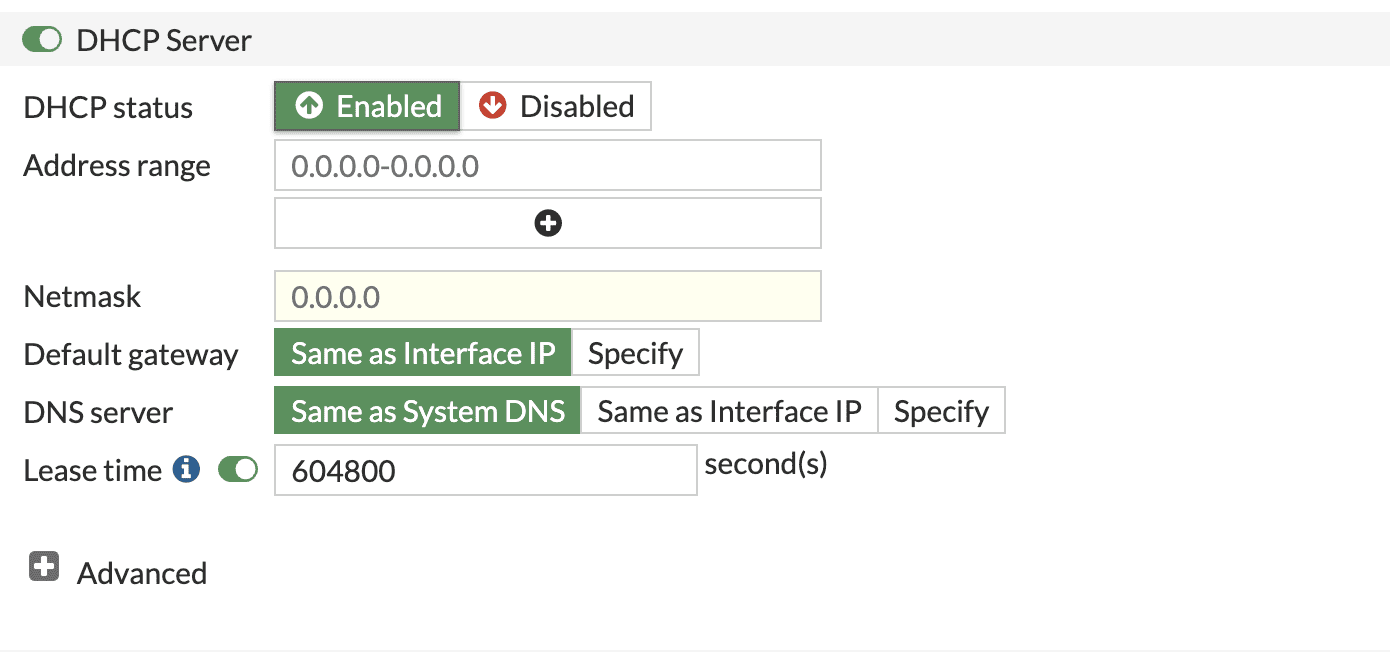 DHCP Server
DHCP status Enabled Disabled
Address range 0.0.0.0-0.0.0.0
Netmask 0.0.0.0
Default gateway Same as Interface IP Specify
DNS server Same as System DNS Same as Interface IP Specify
Lease time 604800 second(s)
Advanced